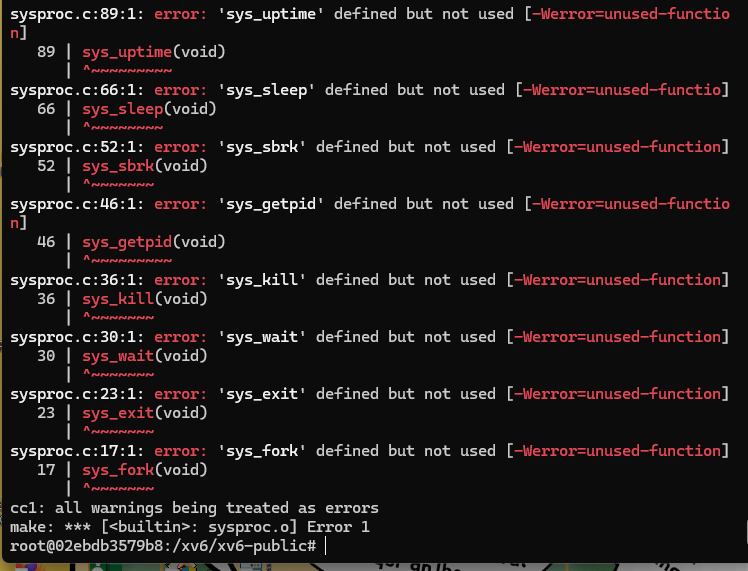 sysproc.c:89:1: error: 'sys_uptime' defined but not used [-Werror=unused-functio
n]
   89 | sys_uptime(void)
      | ^~~~~~~~~~
sysproc.c:66:1: error: 'sys_sleep' defined but not used [-Werror=unused-functio]
   66 | sys_sleep(void)
      | ^~~~~~~~~
sysproc.c:52:1: error: 'sys_sbrk' defined but not used [-Werror=unused-function]
   52 | sys_sbrk(void)
      | ^~~~~~~~
sysproc.c:46:1: error: 'sys_getpid' defined but not used [-Werror=unused-functio
n]
   46 | sys_getpid(void)
      | ^~~~~~~~~~
sysproc.c:36:1: error: 'sys_kill' defined but not used [-Werror=unused-function]
   36 | sys_kill(void)
      | ^~~~~~~~
sysproc.c:30:1: error: 'sys_wait' defined but not used [-Werror=unused-function]
   30 | sys_wait(void)
      | ^~~~~~~~
sysproc.c:23:1: error: 'sys_exit' defined but not used [-Werror=unused-function]
   23 | sys_exit(void)
      | ^~~~~~~~
sysproc.c:17:1: error: 'sys_fork' defined but not used [-Werror=unused-function]
   17 | sys_fork(void)
      | ^~~~~~~~
cc1: all warnings being treated as errors
make: *** [<builtin>: sysproc.o] Error 1
root@02ebdb3579b8:/xv6/xv6-public#